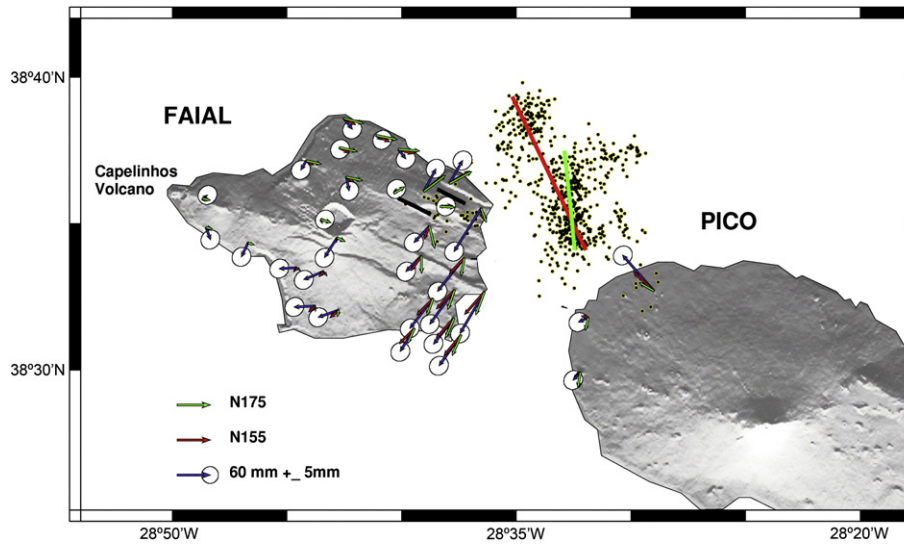 38°40'N
FAIAL
Capelinhos
Volcano
PICO
38°30'N
N175
N155
60 mm +_ 5mm
28°50'W
28°35'W
28°20'W